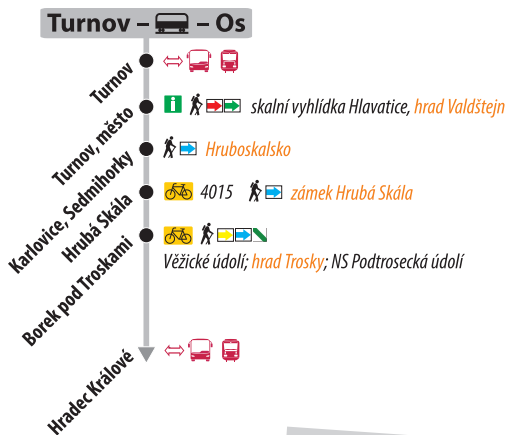 Turnov – – Os
Turnov
Turnov, město
i
skalní vyhlídka Hlavatice, hrad Valdštejn
Karlovice, Sedmihorky
Hruboskalsko
Hrubá Skála
4015 zámek Hrubá Skála
Borek pod Troskami
Věžické údolí; hrad Trosky; NS Podtrosecká údolí
Hradec Králové